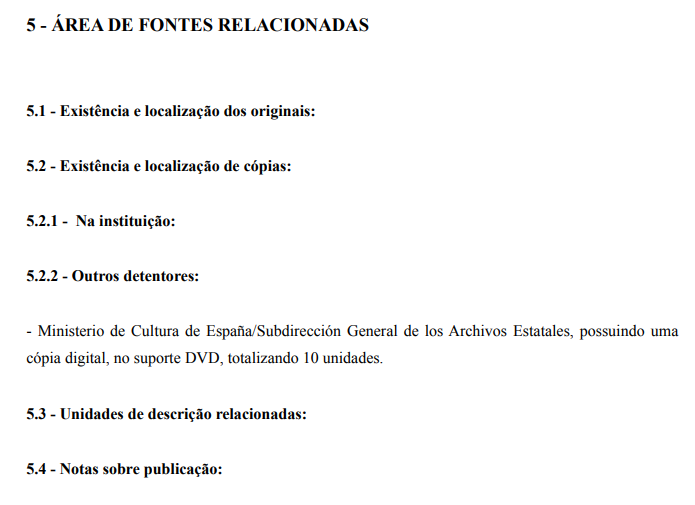 5 - ÁREA DE FONTES RELACIONADAS
5.1 - Existência e localização dos originais:
5.2 - Existência e localização de cópias:
5.2.1 -  Na instituição:
5.2.2 - Outros detentores:
- Ministerio de Cultura de España/Subdirección General de los Archivos Estatales, possuindo uma
cópia digital, no suporte DVD, totalizando 10 unidades.
5.3 - Unidades de descrição relacionadas:
5.4 - Notas sobre publicação: